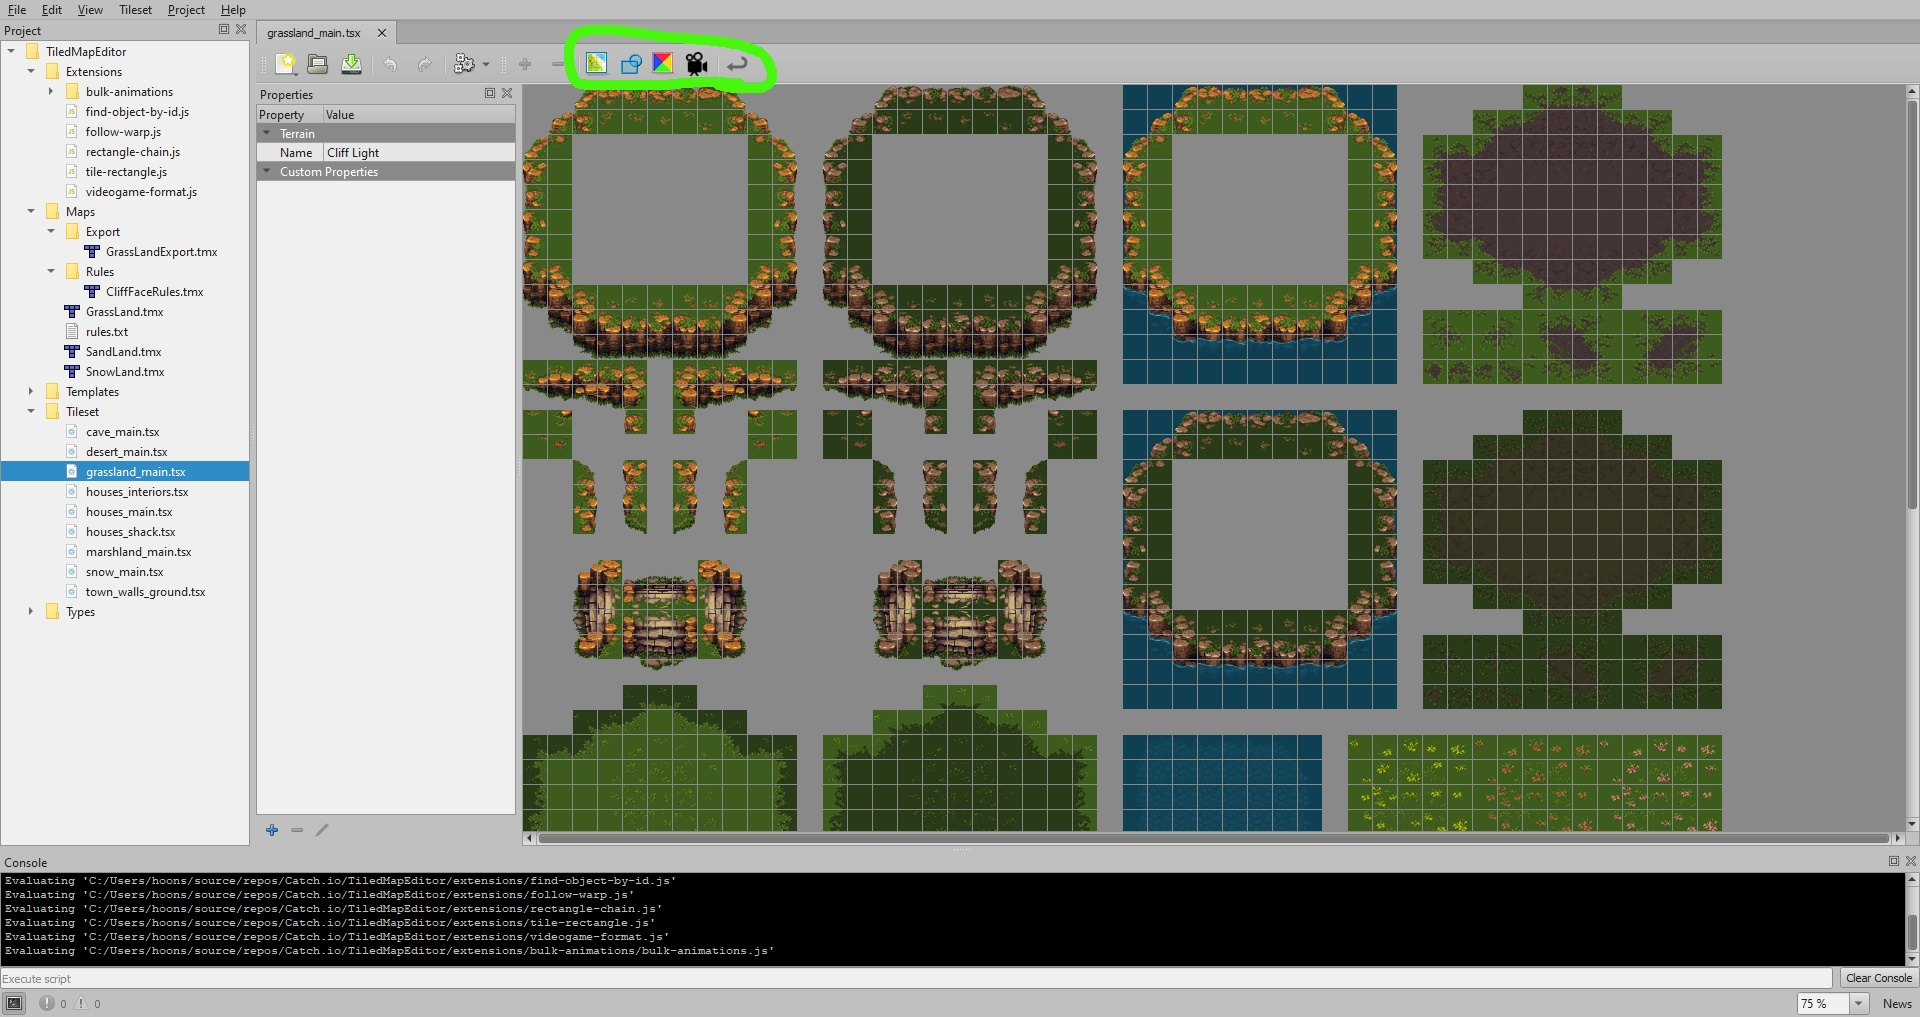 File Edit View Tileset Project Help
Project
grassland_main.tsx
TiledMapEditor
Extensions
bulk-animations
find-object-by-id.js
follow-warp.js
rectangle-chain.js
tile-rectangle.js
videogame-format.js
Maps
Export
GrassLandExport.tmx
Rules
CliffFaceRules.tmx
GrassLand.tmx
rules.txt
SandLand.tmx
SnowLand.tmx
Templates
Tileset
cave_main.tsx
desert_main.tsx
grassland_main.tsx
houses_interiors.tsx
houses_main.tsx
houses_shack.tsx
marshland_main.tsx
snow_main.tsx
town_walls_ground.tsx
Types
Properties
Property Value
Terrain
Name Cliff Light
Custom Properties
Console
Evaluating 'C:/Users/hoons/source/repos/Catch.io/TiledMapEditor/extensions/find-object-by-id.js'
Evaluating 'C:/Users/hoons/source/repos/Catch.io/TiledMapEditor/extensions/follow-warp.js'
Evaluating 'C:/Users/hoons/source/repos/Catch.io/TiledMapEditor/extensions/rectangle-chain.js'
Evaluating 'C:/Users/hoons/source/repos/Catch.io/TiledMapEditor/extensions/tile-rectangle.js'
Evaluating 'C:/Users/hoons/source/repos/Catch.io/TiledMapEditor/extensions/videogame-format.js'
Evaluating 'C:/Users/hoons/source/repos/Catch.io/TiledMapEditor/extensions/bulk-animations/bulk-animations.js'
Execute script Clear Console
0 0 75 % News